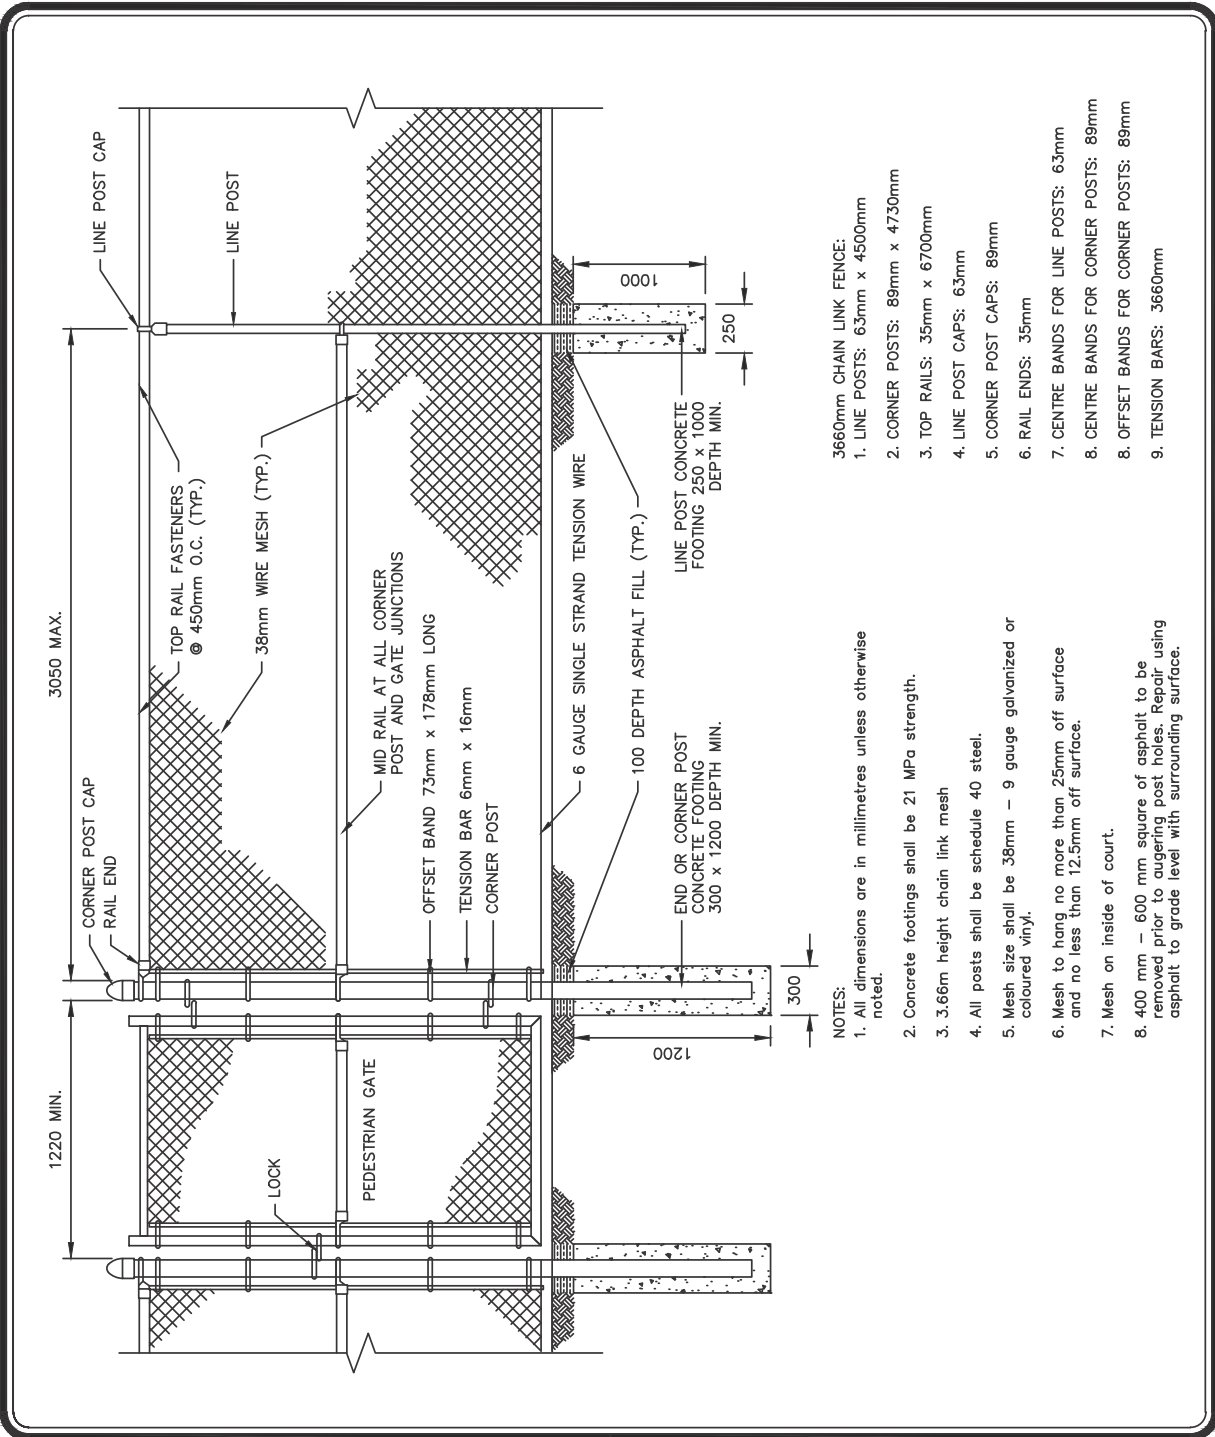 1220 MIN.
3050 MAX.
CORNER POST CAP
RAIL END
LINE POST CAP
TOP RAIL FASTENERS
@ 450mm O.C. (TYP.)
LINE POST
38mm WIRE MESH (TYP.)
LOCK
PEDESTRIAN GATE
MID RAIL AT ALL CORNER
POST AND GATE JUNCTIONS
OFFSET BAND 73mm x 178mm LONG
TENSION BAR 6mm x 16mm
CORNER POST
6 GAUGE SINGLE STRAND TENSION WIRE
100 DEPTH ASPHALT FILL (TYP.)
1200
END OR CORNER POST
CONCRETE FOOTING
300 x 1200 DEPTH MIN.
LINE POST CONCRETE
FOOTING 250 x 1000
DEPTH MIN.
1000
250
300
NOTES:
1. All dimensions are in millimetres unless otherwise
noted.
2. Concrete footings shall be 21 MPa strength.
3. 3.66m height chain link mesh
4. All posts shall be schedule 40 steel.
5. Mesh size shall be 38mm – 9 gauge galvanized or
coloured vinyl.
6. Mesh to hang no more than 25mm off surface
and no less than 12.5mm off surface.
7. Mesh on inside of court.
8. 400 mm – 600 mm square of asphalt to be
removed prior to augering post holes. Repair using
asphalt to grade level with surrounding surface.
3660mm CHAIN LINK FENCE:
1. LINE POSTS: 63mm x 4500mm
2. CORNER POSTS: 89mm x 4730mm
3. TOP RAILS: 35mm x 6700mm
4. LINE POST CAPS: 63mm
5. CORNER POST CAPS: 89mm
6. RAIL ENDS: 35mm
7. CENTRE BANDS FOR LINE POSTS: 63mm
8. CENTRE BANDS FOR CORNER POSTS: 89mm
8. OFFSET BANDS FOR CORNER POSTS: 89mm
9. TENSION BARS: 3660mm